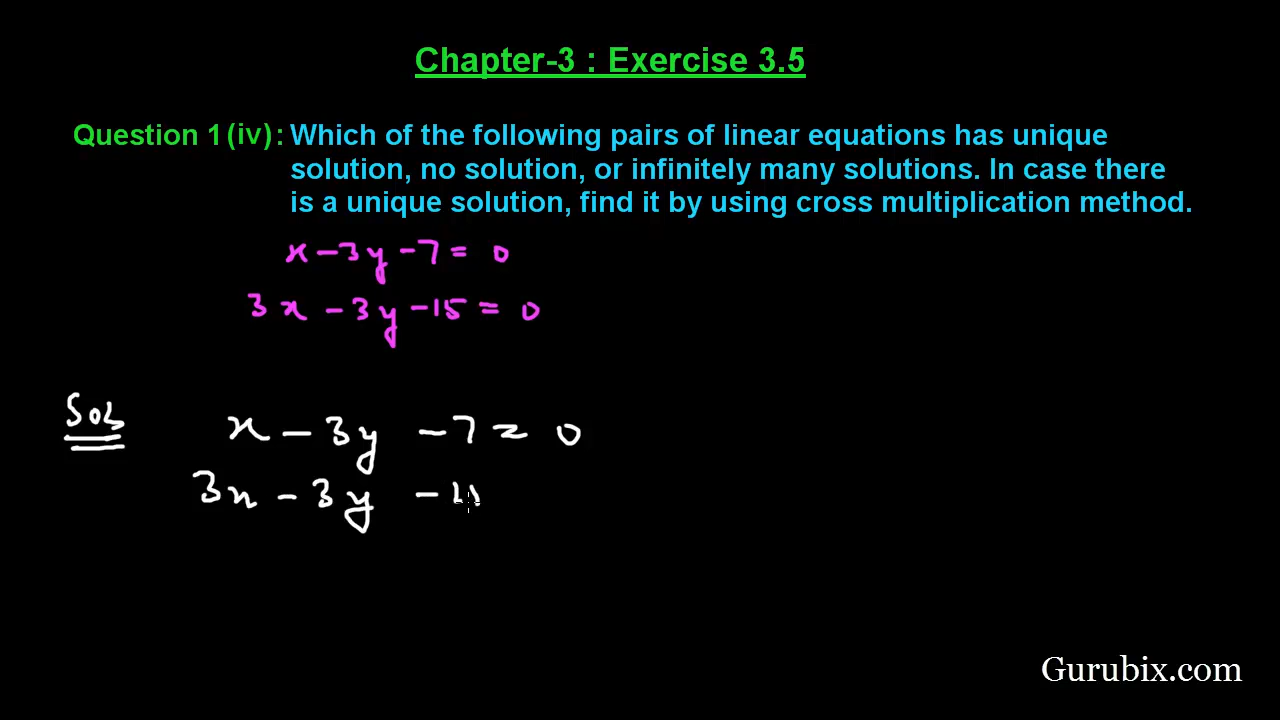 Chapter-3 : Exercise 3.5
Question 1(iv): Which of the following pairs of linear equations has unique
solution, no solution, or infinitely many solutions. In case there
is a unique solution, find it by using cross multiplication method.
x - 3y - 7 = 0
3x - 3y - 15 = 0
Sol
x - 3y - 7 = 0
3x - 3y - 1
Gurubix.com